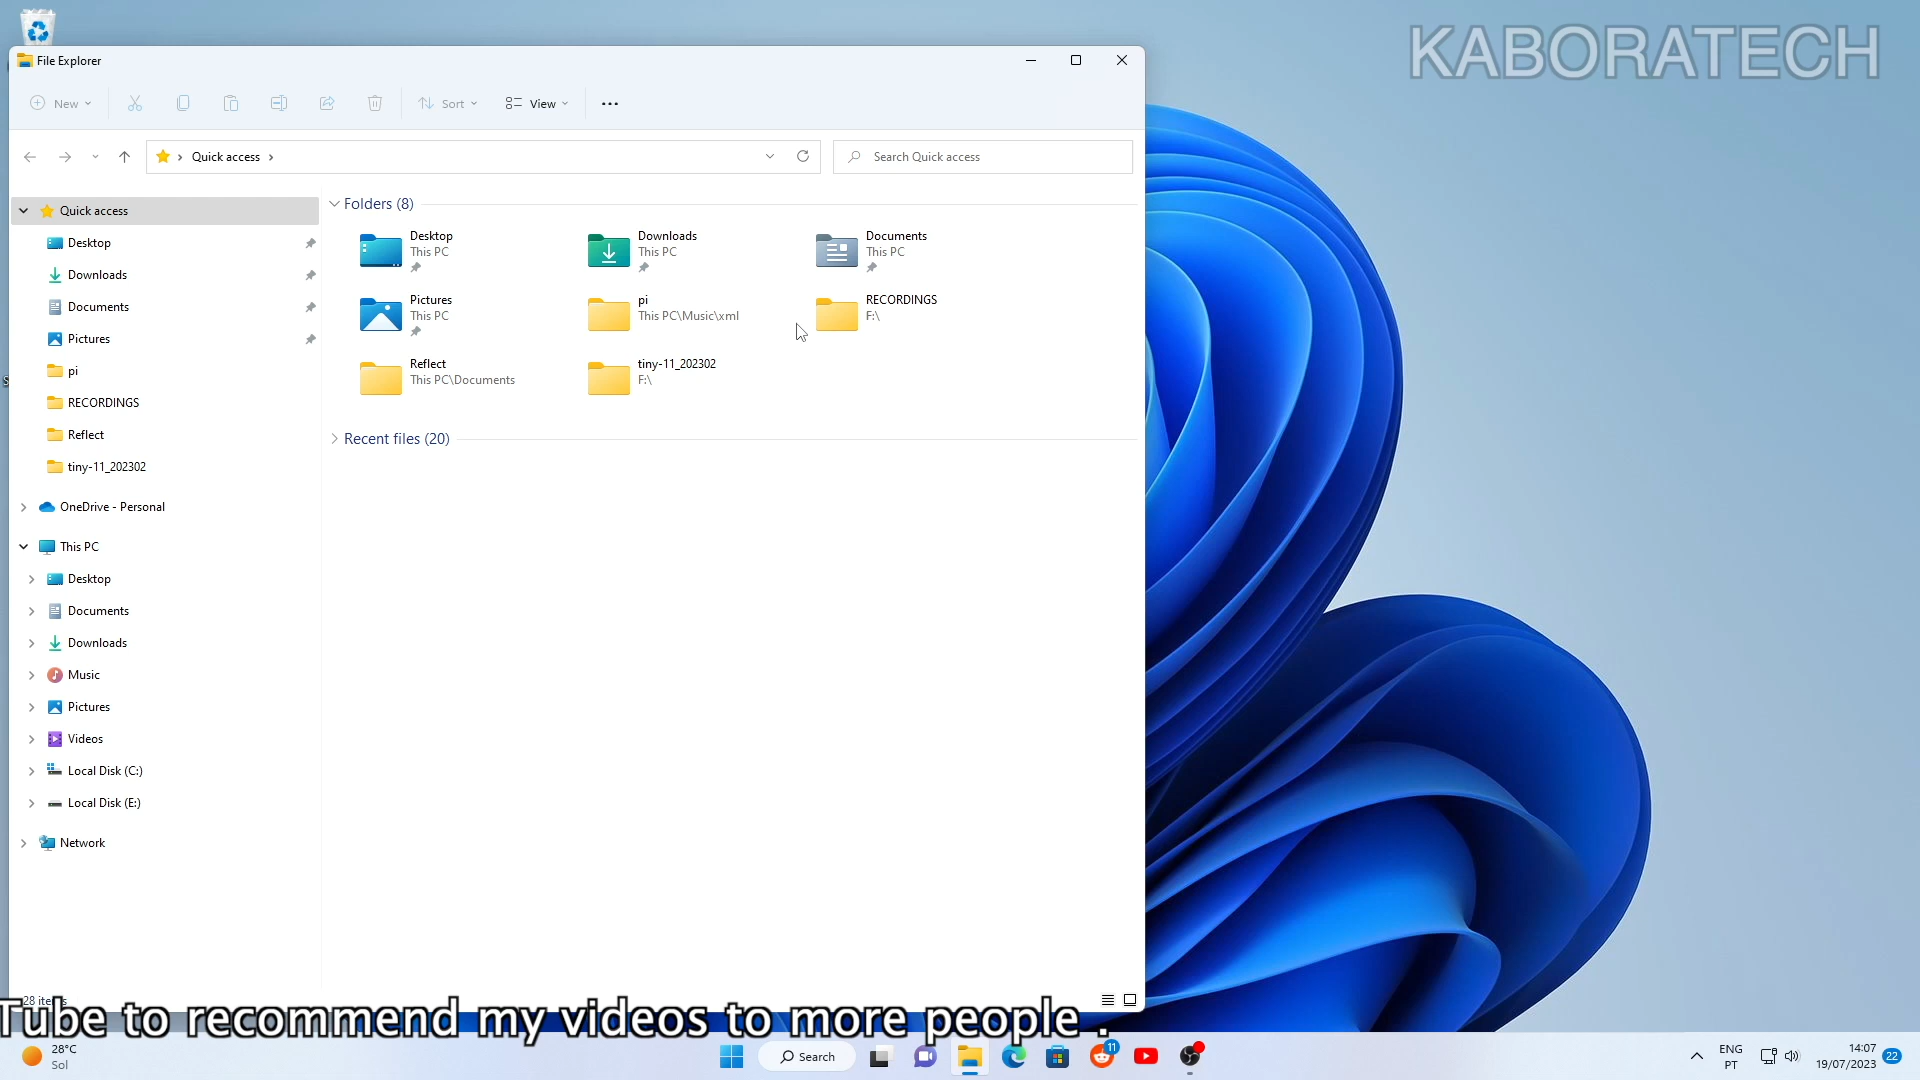 KABORATECH
File Explorer
New
Sort
View
Quick access
Search Quick access
Quick access
Desktop
Downloads
Documents
Pictures
pi
RECORDINGS
Reflect
tiny-11_202302
OneDrive - Personal
This PC
Desktop
Documents
Downloads
Music
Pictures
Videos
Local Disk (C:)
Local Disk (E:)
Network
Folders (8)
Desktop
This PC
Downloads
This PC
Documents
This PC
Pictures
This PC
pi
This PC\Music\xml
RECORDINGS
F:\
Reflect
This PC\Documents
tiny-11_202302
F:\
Recent files (20)
28 items
Tube to recommend my videos to more people .
28°C
Sol
Search
11
ENG
PT
14:07
19/07/2023
22